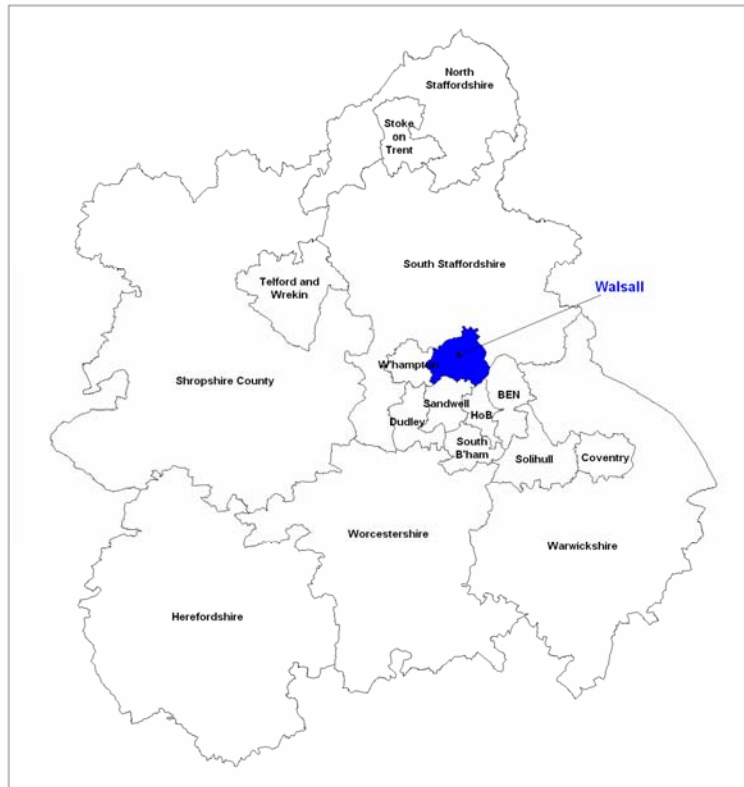 North
Staffordshire
Stoke
on
Trent
South Staffordshire
Telford and
Wrekin
Walsall
W'hampton
Shropshire County
BEN
Sandwell
HoB
Dudley
South
B'ham
Solihull
Coventry
Worcestershire
Warwickshire
Herefordshire